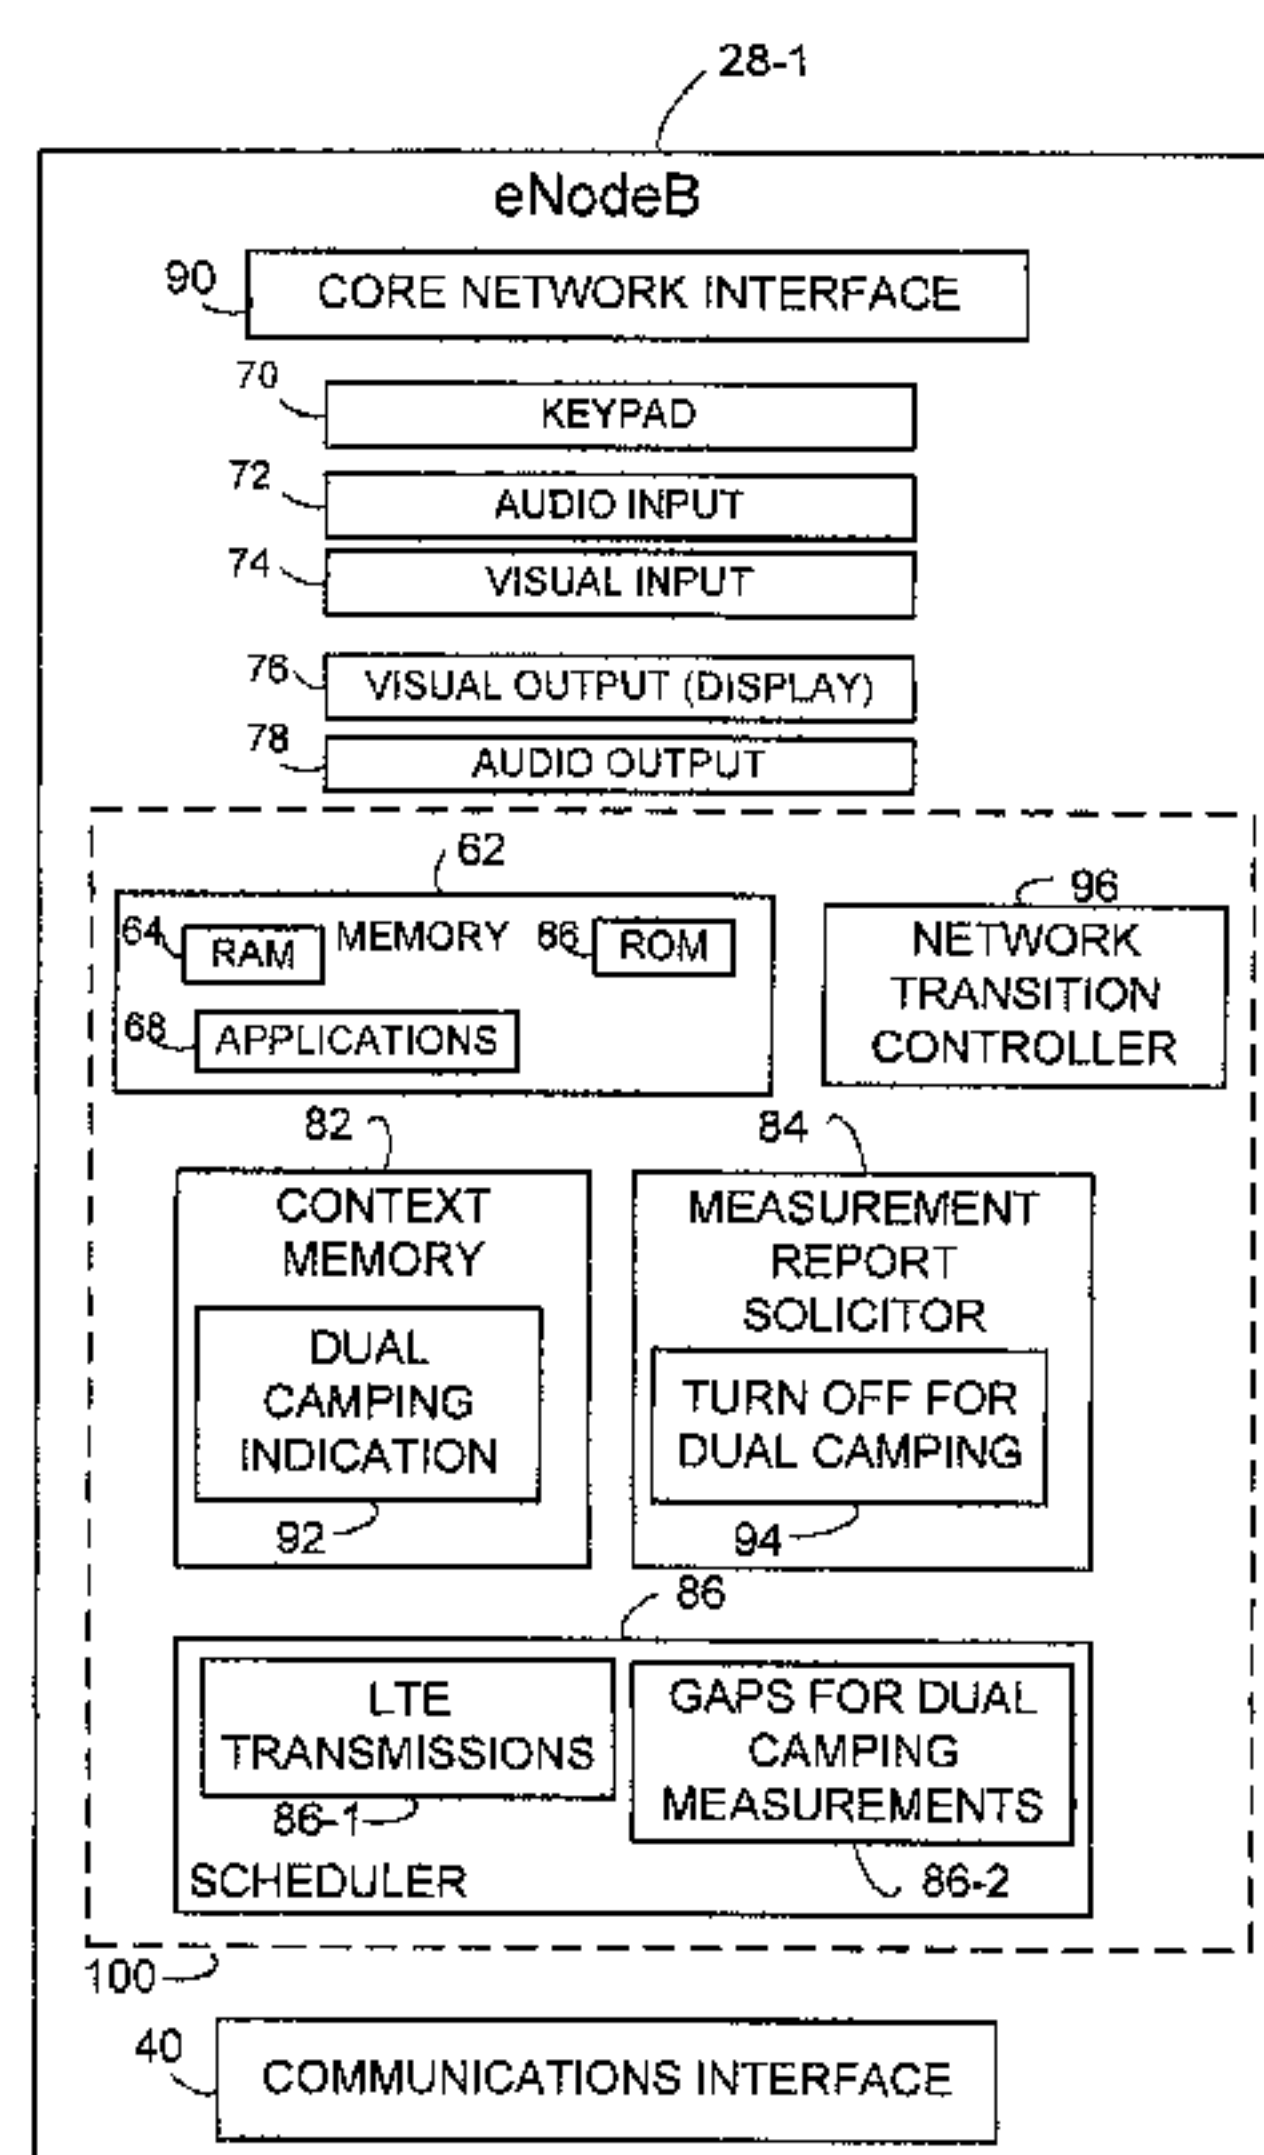 28-1
eNodeB
90
CORE NETWORK INTERFACE
70
KEYPAD
72
AUDIO INPUT
74
VISUAL INPUT
76
VISUAL OUTPUT (DISPLAY)
78
AUDIO OUTPUT
62
96
64
RAM
MEMORY
66
ROM
68
APPLICATIONS
NETWORK
TRANSITION
CONTROLLER
82
CONTEXT
MEMORY
DUAL
CAMPING
INDICATION
92
84
MEASUREMENT
REPORT
SOLICITOR
TURN OFF FOR
DUAL CAMPING
94
86
LTE
TRANSMISSIONS
86-1
GAPS FOR DUAL
CAMPING
MEASUREMENTS
86-2
SCHEDULER
100
40
COMMUNICATIONS INTERFACE